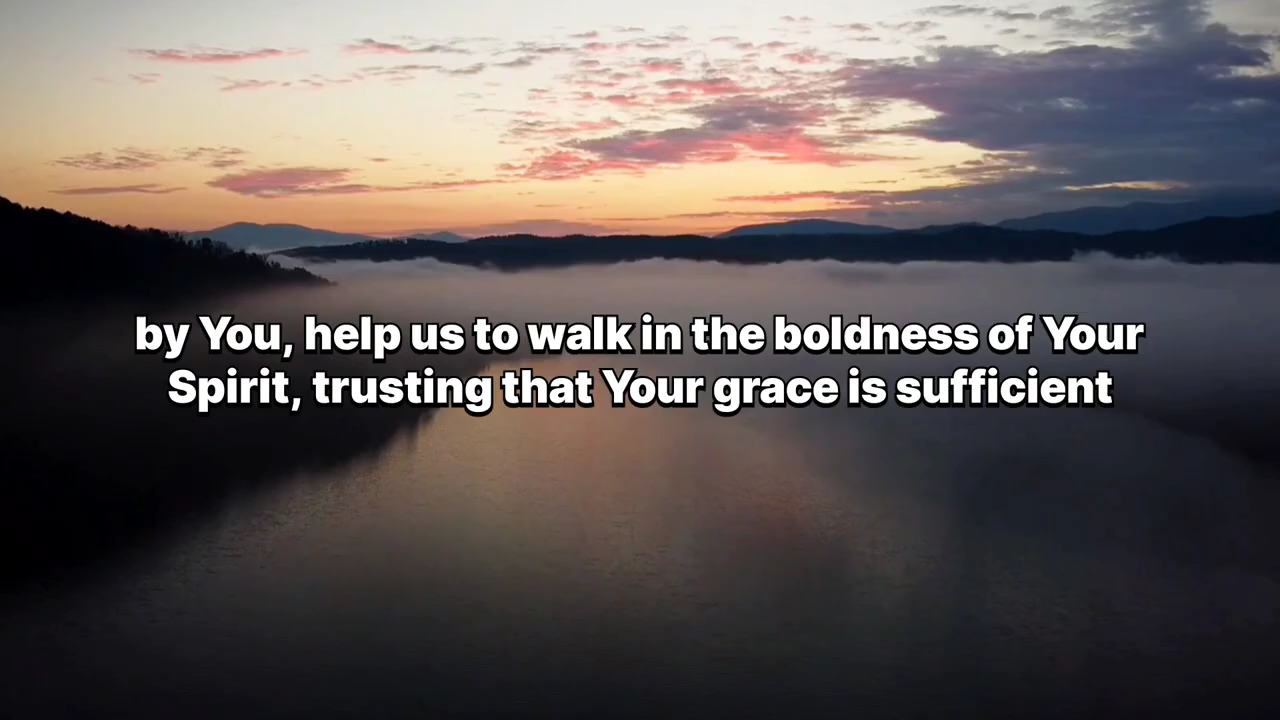 by You, help us to walk in the boldness of Your
Spirit, trusting that Your grace is sufficient